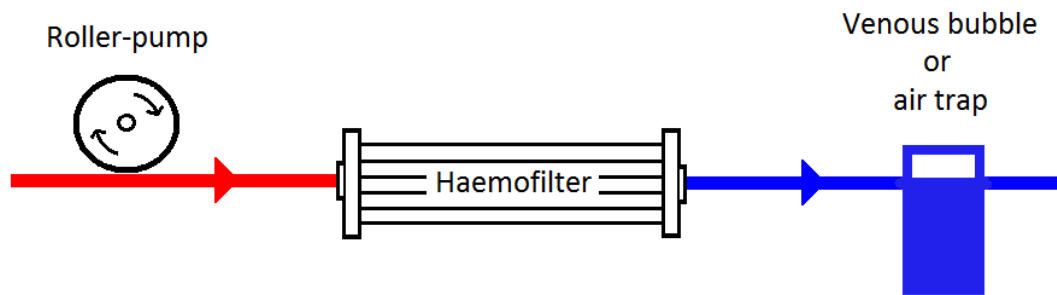 Roller-pump
Haemofilter
Venous bubble
or
air trap